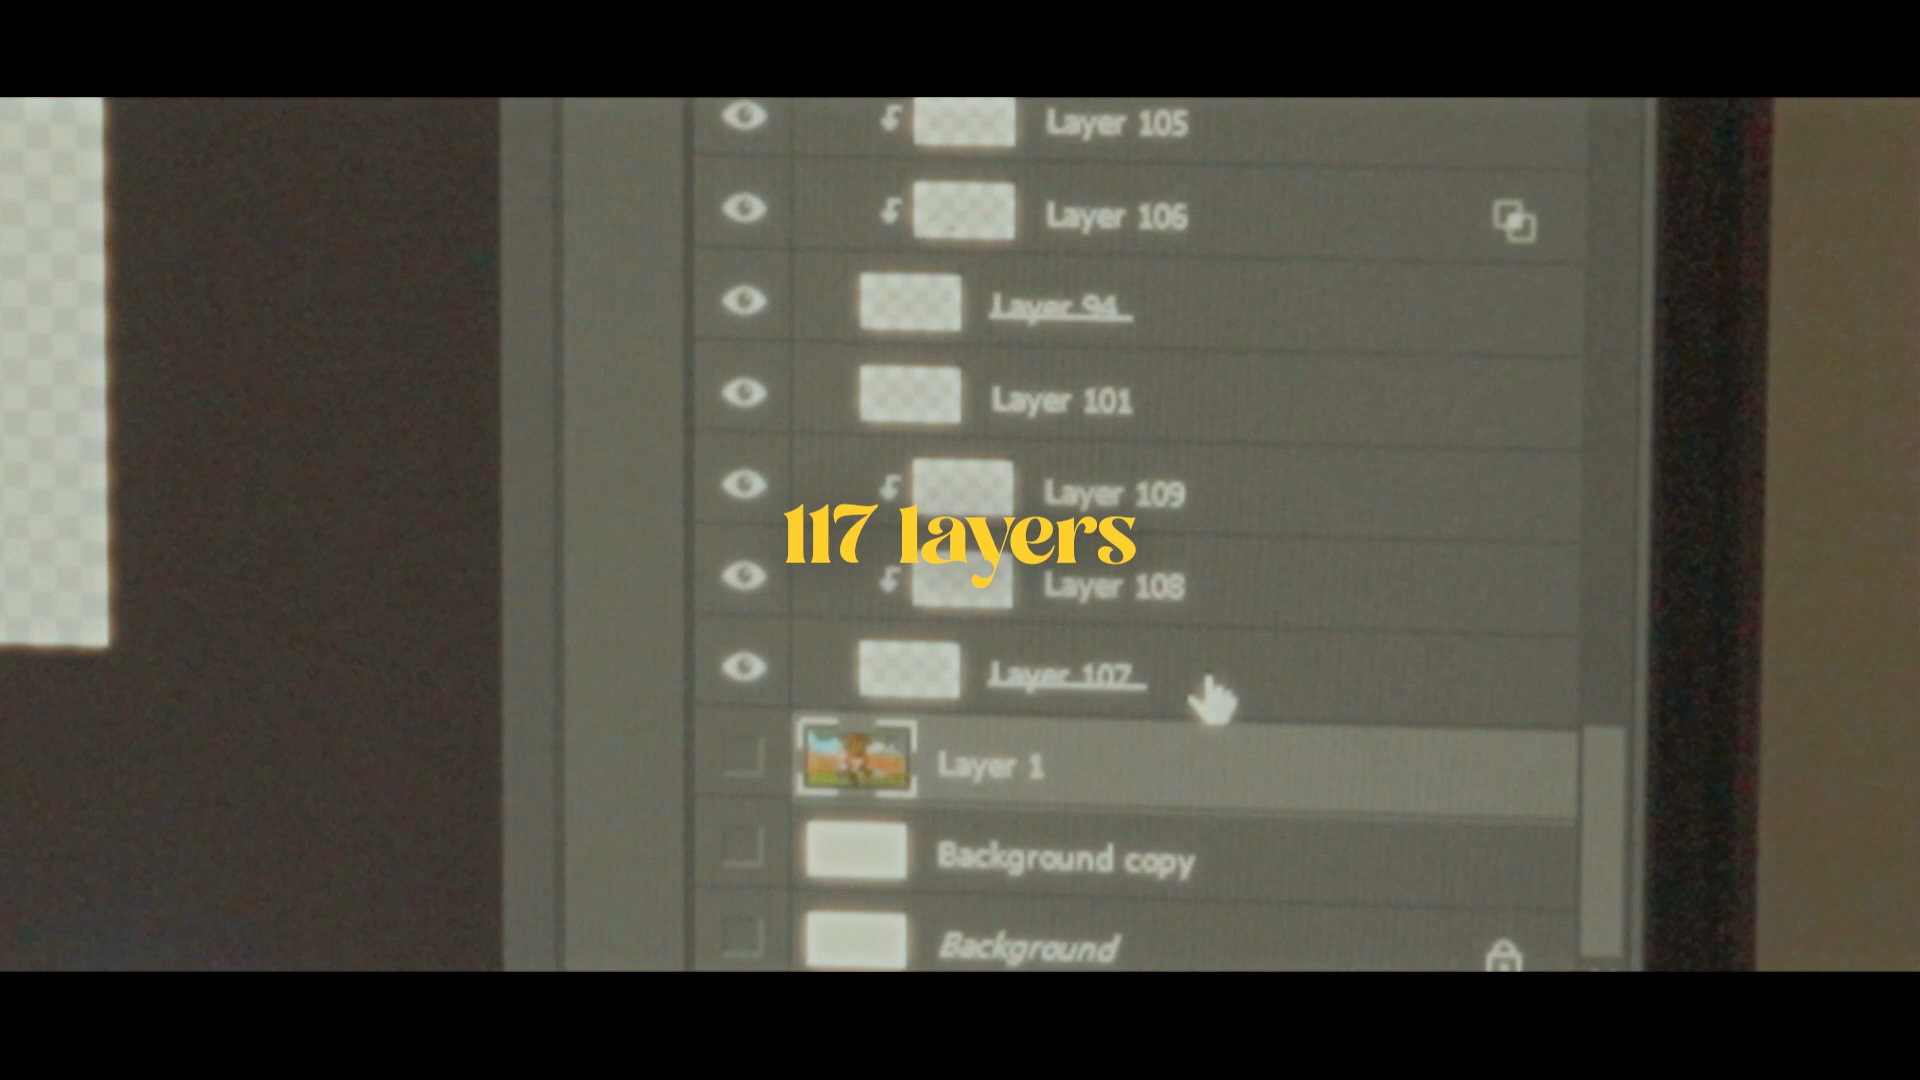 Layer 105
Layer 106
Layer 94
Layer 101
Layer 109
117 layers
Layer 108
Layer 107
Layer 1
Background copy
Background